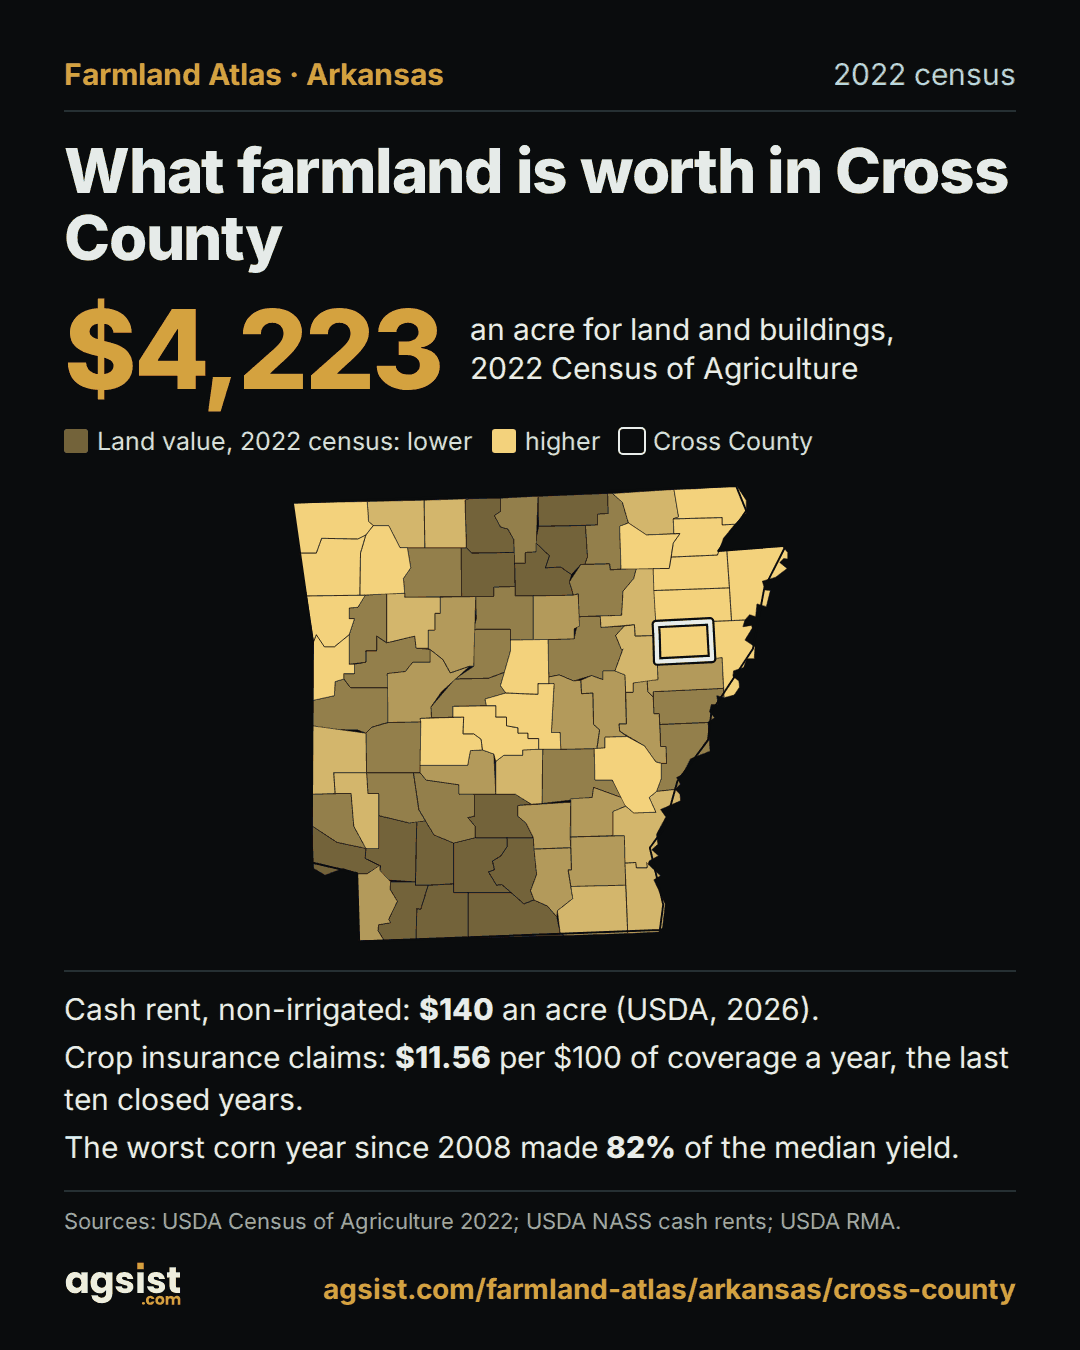 Farmland Atlas · Arkansas
2022 census
What farmland is worth in Cross
County
$4,223
an acre for land and buildings,
2022 Census of Agriculture
Land value, 2022 census: lower
higher
Cross County
Cash rent, non-irrigated: $140 an acre (USDA, 2026).
Crop insurance claims: $11.56 per $100 of coverage a year, the last
ten closed years.
The worst corn year since 2008 made 82% of the median yield.
Sources: USDA Census of Agriculture 2022; USDA NASS cash rents; USDA RMA.
agsist
.com
agsist.com/farmland-atlas/arkansas/cross-county